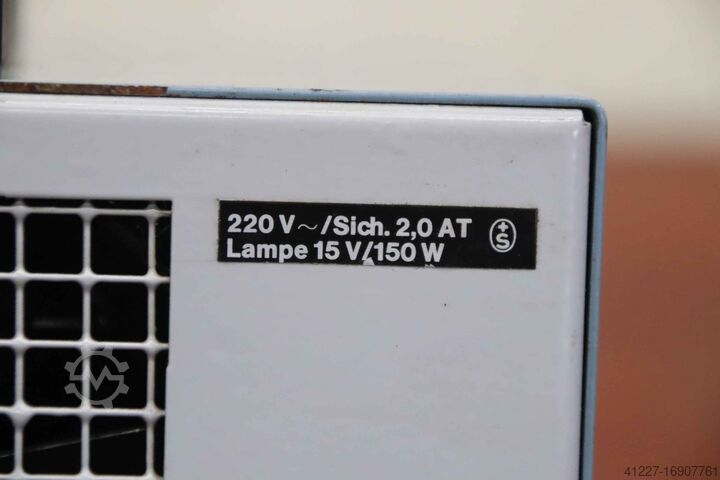 220 V ~/Sich. 2,0 AT
Lampe 15 V/150 W
+S
41227-16907761